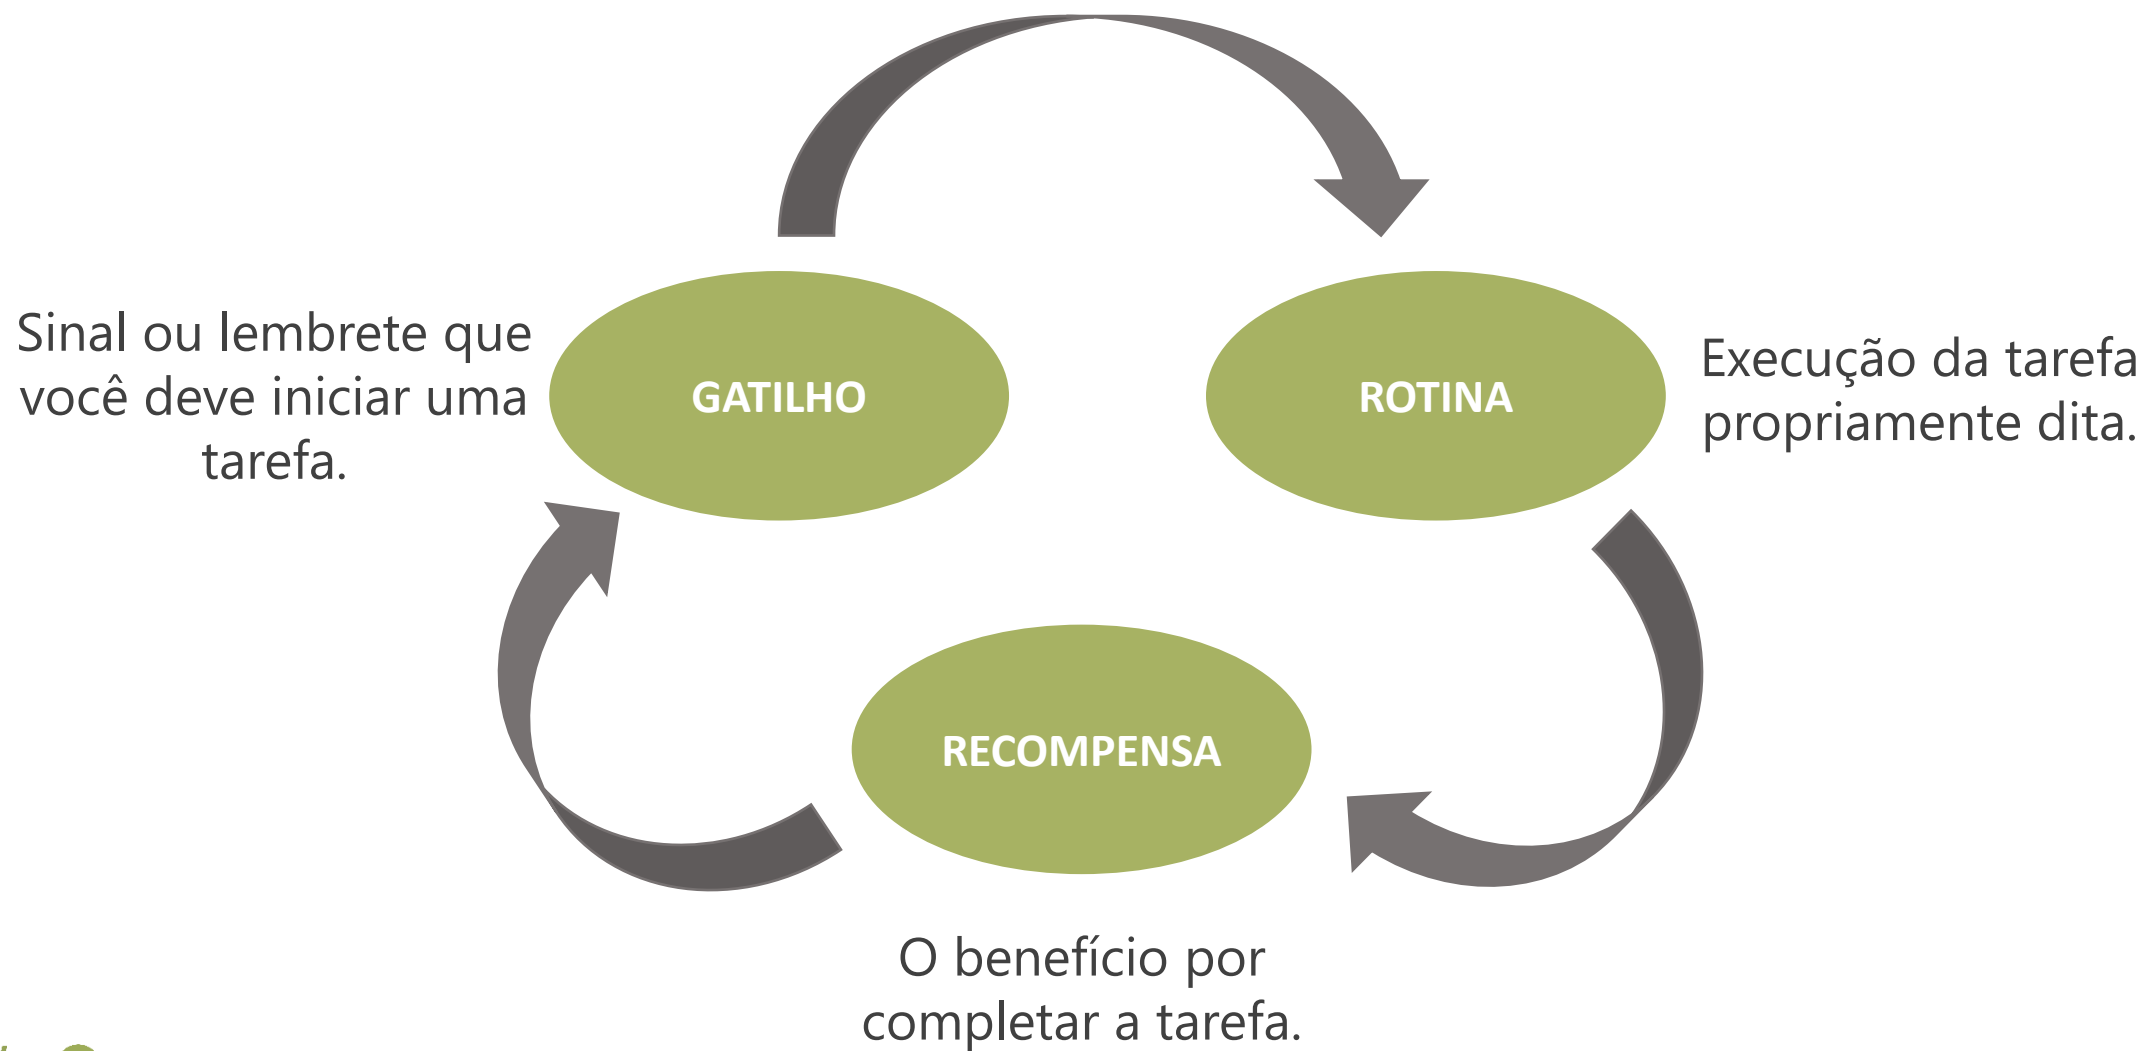 Sinal ou lembrete que
você deve iniciar uma
tarefa.
GATILHO
ROTINA
Execução da tarefa
propriamente dita.
RECOMPENSA
O benefício por
completar a tarefa.